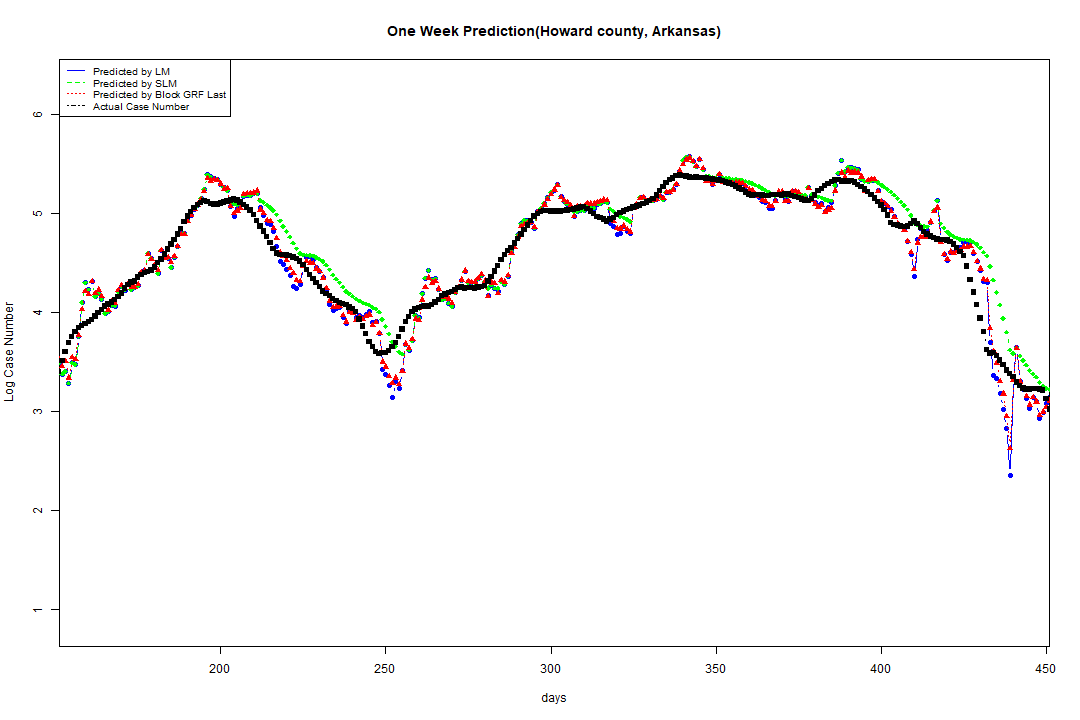 One Week Prediction(Howard county, Arkansas)
Predicted by LM
Predicted by SLM
Predicted by Block GRF Last
Actual Case Number
Log Case Number
6
5
4
3
2
1
200 250 300 350 400 450
days